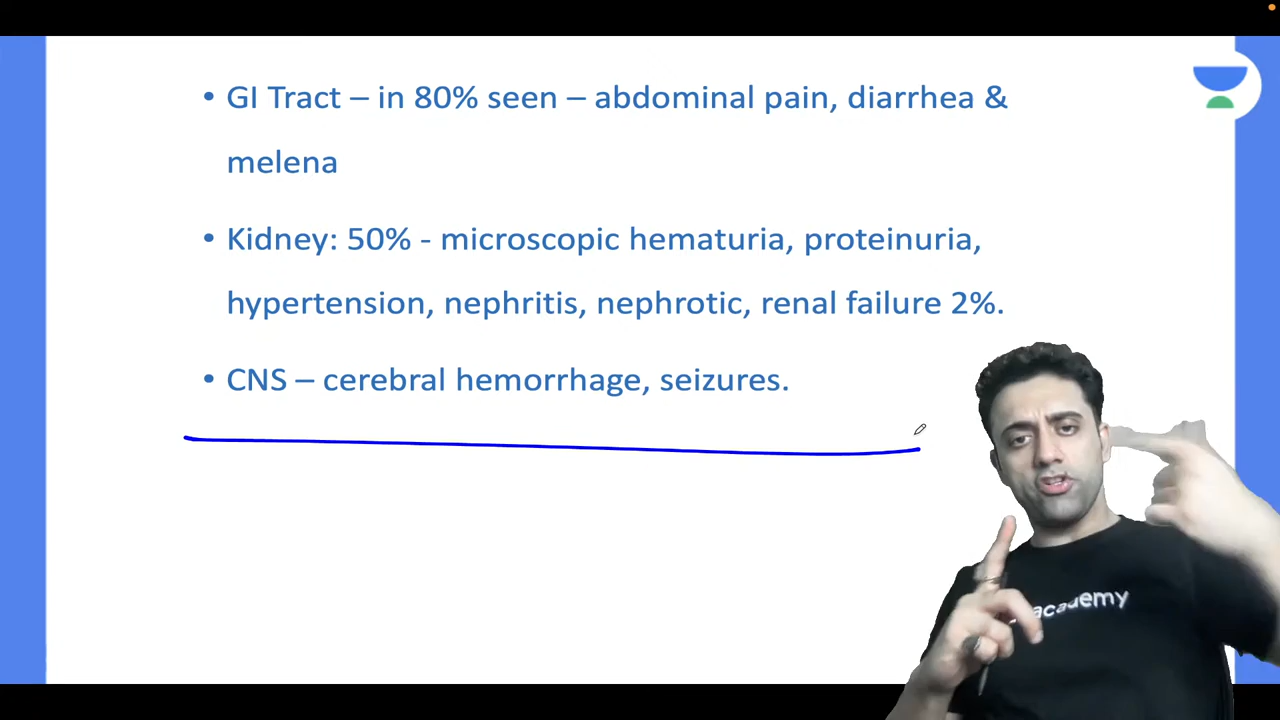 • GI Tract – in 80% seen – abdominal pain, diarrhea &
melena
• Kidney: 50% - microscopic hematuria, proteinuria,
hypertension, nephritis, nephrotic, renal failure 2%.
• CNS – cerebral hemorrhage, seizures.
academy